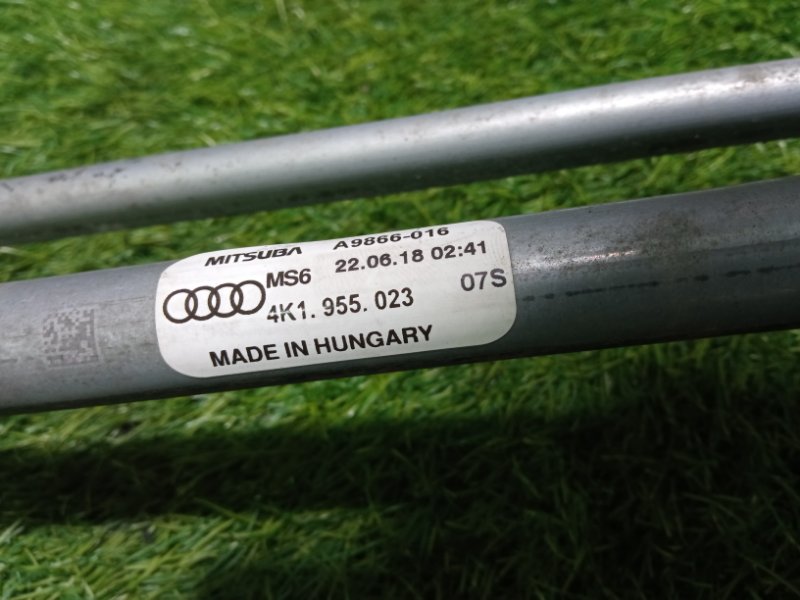 MITSUBA A9866-016
MS6 22.06.18 02:41
4K1.955.023 07S
MADE IN HUNGARY